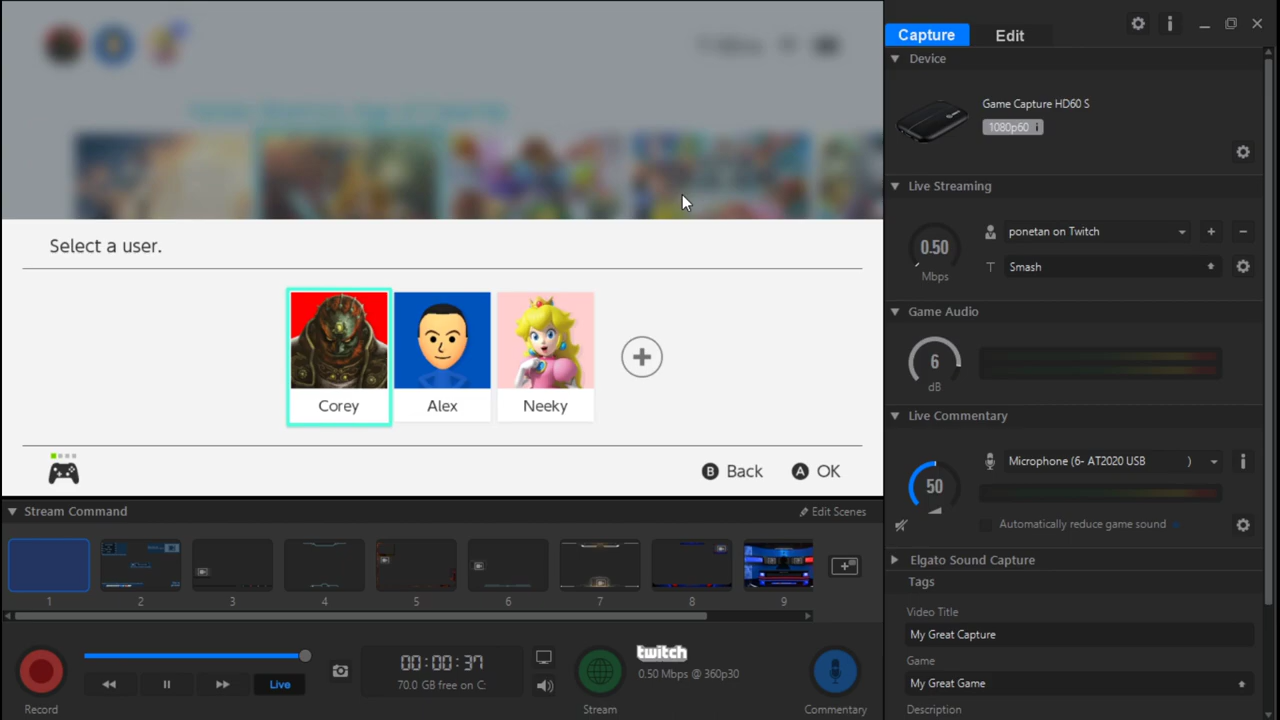 Capture
Edit
Device
Game Capture HD60 S
1080p60 i
Live Streaming
0.50
Mbps
ponetan on Twitch
T
Smash
Game Audio
6
dB
Live Commentary
Microphone (6- AT2020 USB )
50
Automatically reduce game sound
Elgato Sound Capture
Tags
Video Title
My Great Capture
Game
My Great Game
Description
Select a user.
Corey
Alex
Neeky
B Back
A OK
Stream Command
Edit Scenes
1
2
3
4
5
6
7
8
9
Record
Live
00:00:37
70.0 GB free on C:
Stream
twitch
0.50 Mbps @ 360p30
Commentary